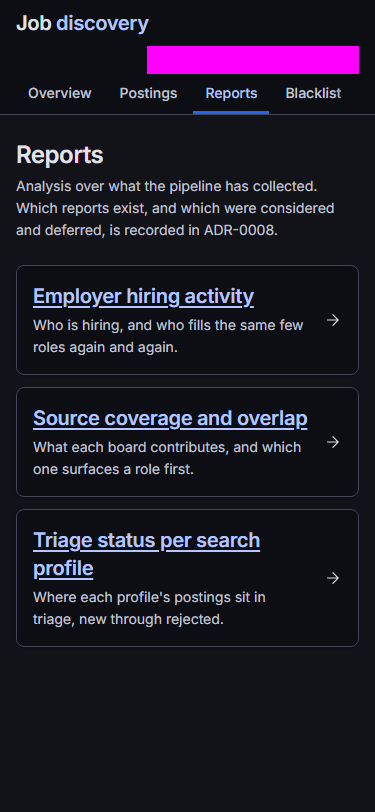 Job discovery
Overview Postings Reports Blacklist
Reports
Analysis over what the pipeline has collected.
Which reports exist, and which were considered
and deferred, is recorded in ADR-0008.
Employer hiring activity
Who is hiring, and who fills the same few
roles again and again.
Source coverage and overlap
What each board contributes, and which
one surfaces a role first.
Triage status per search
profile
Where each profile's postings sit in
triage, new through rejected.